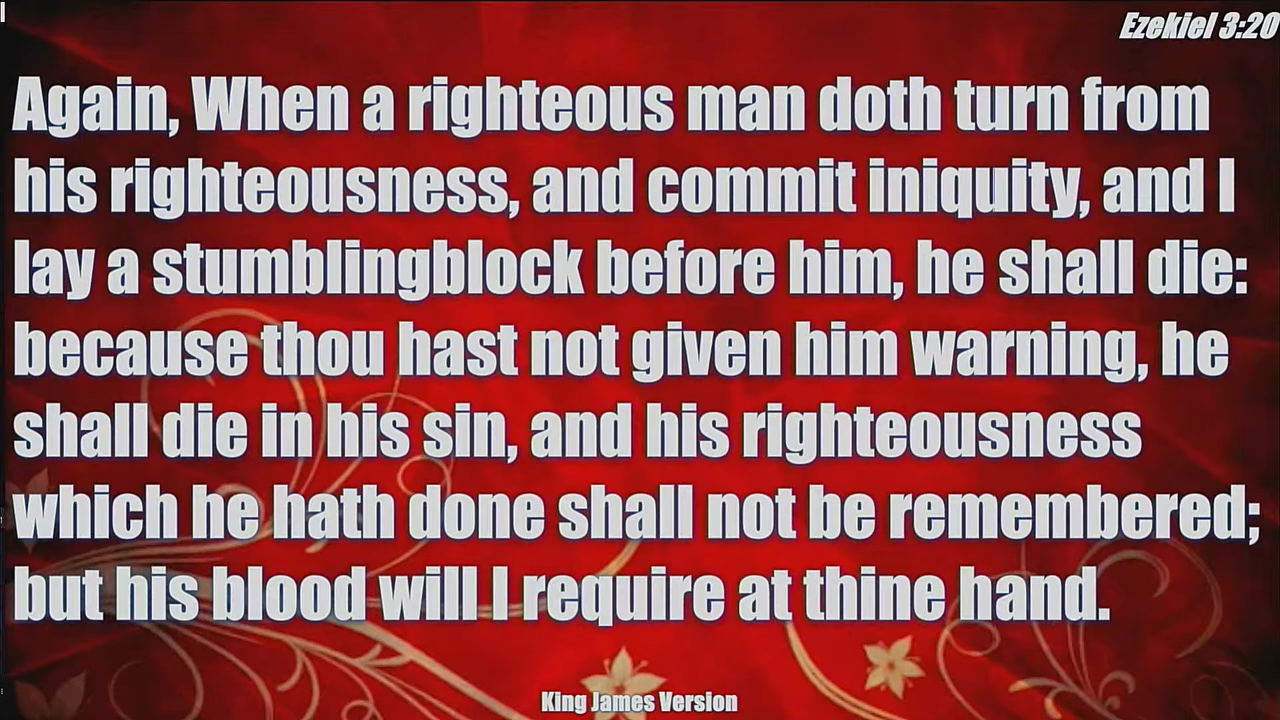 Ezekiel 3:20
Again, When a righteous man doth turn from
his righteousness, and commit iniquity, and I
lay a stumblingblock before him, he shall die:
because thou hast not given him warning, he
shall die in his sin, and his righteousness
which he hath done shall not be remembered;
but his blood will I require at thine hand.
King James Version